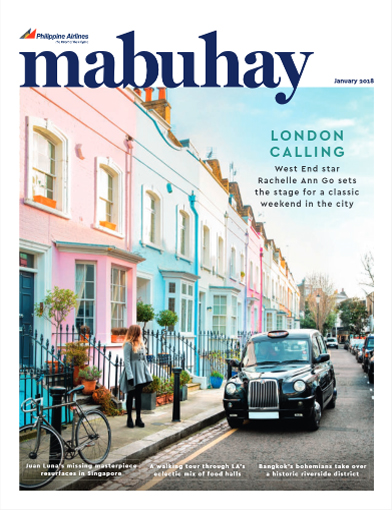 Philippine Airlines
mabuhay
January 2018
LONDON
CALLING
West End star
Rachelle Ann Go sets
the stage for a classic
weekend in the city
Juan Luna's missing masterpiece
resurfaces in Singapore
A walking tour through LA's
eclectic mix of food halls
Bangkok's bohemians take over
a historic riverside district